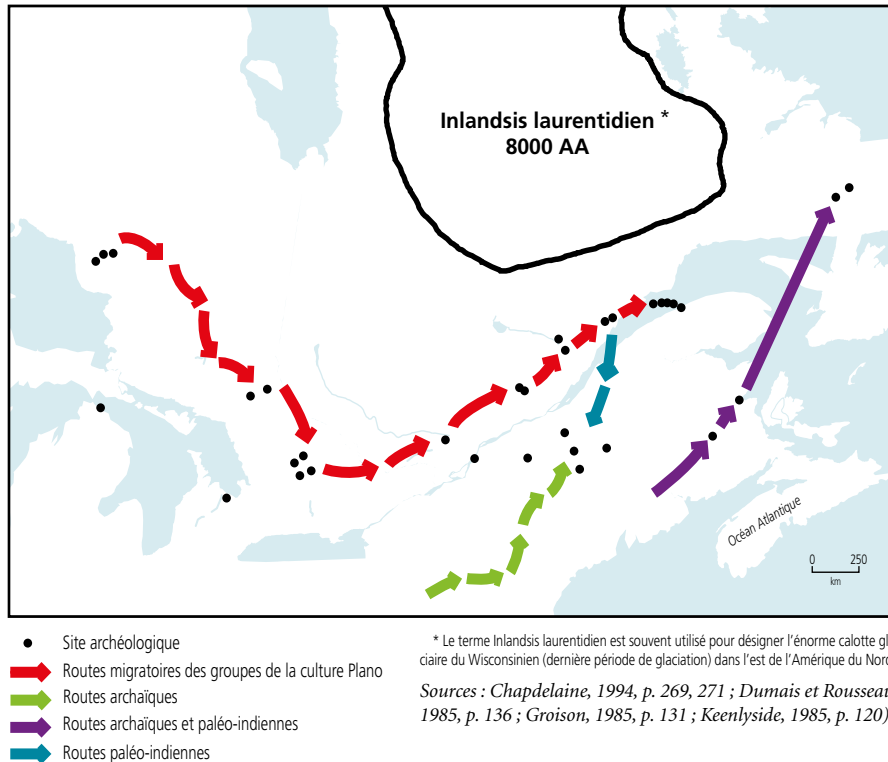 Inlandsis laurentidien *
8000 AA
Océan Atlantique
0 250
km
Site archéologique
Routes migratoires des groupes de la culture Plano
Routes archaïques
Routes archaïques et paléo-indiennes
Routes paléo-indiennes
* Le terme Inlandsis laurentidien est souvent utilisé pour désigner l'énorme calotte gl
ciaire du Wisconsinien (dernière période de glaciation) dans l'est de l'Amérique du Nord
Sources : Chapdelaine, 1994, p. 269, 271 ; Dumais et Rousseau
1985, p. 136 ; Groison, 1985, p. 131 ; Keenlyside, 1985, p. 120)